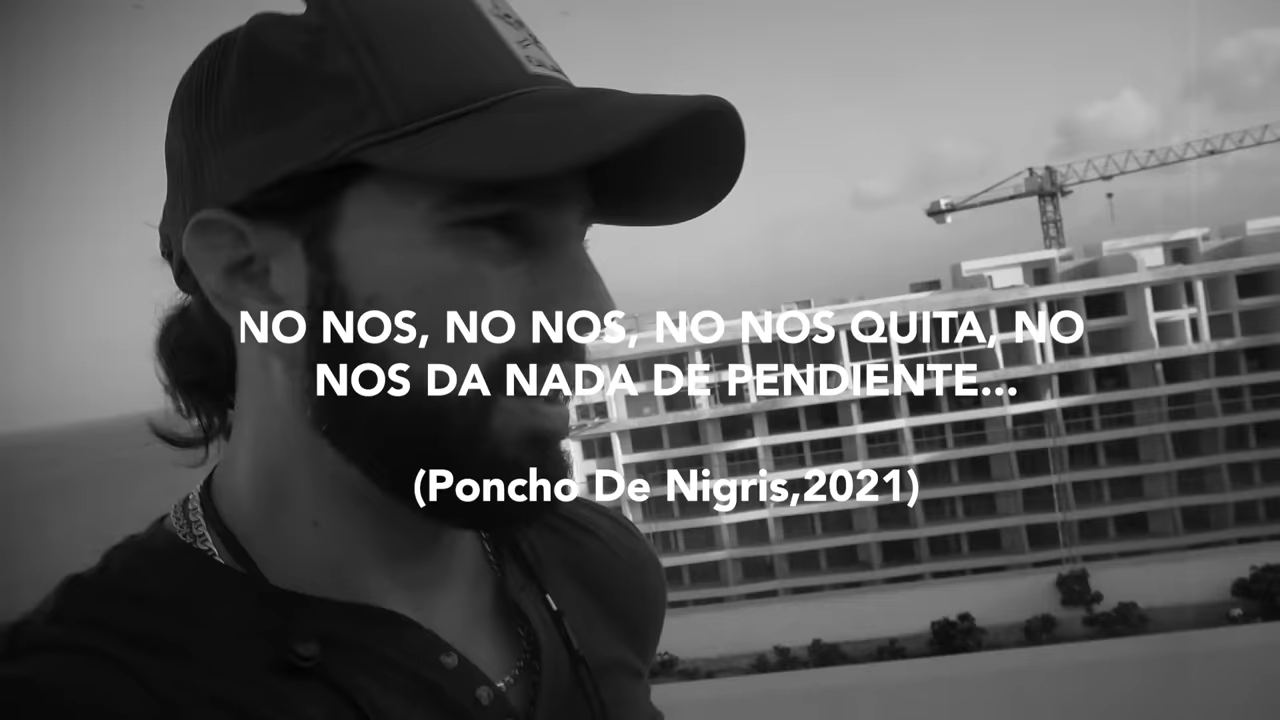 NO NOS, NO NOS, NO NOS QUITA, NO
NOS DA NADA DE PENDIENTE...
(Poncho De Nigris,2021)